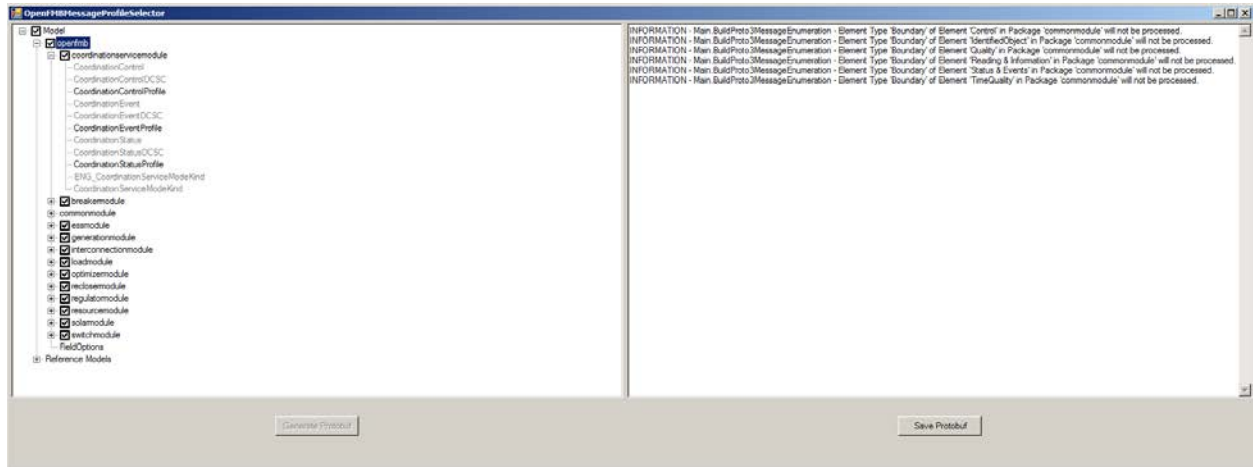 OpenFMBMessageProfileSelector
Model
openfmb
coordinationservicemodule
CoordinationControl
CoordinationControlDCSC
CoordinationControlProfile
CoordinationEvent
CoordinationEventDCSC
CoordinationEventProfile
CoordinationStatus
CoordinationStatusDCSC
CoordinationStatusProfile
ENG_CoordinationServiceModeKind
CoordinationServiceModeKind
breakermodule
commonmodule
essmodule
generationmodule
interconnectionmodule
loadmodule
optimizermodule
reclosermodule
regulatormodule
resourcemodule
solarmodule
switchmodule
FieldOptions
Reference Models
INFORMATION - Main.BuildProto3MessageEnumeration - Element Type 'Boundary' of Element 'Control' in Package 'commonmodule' will not be processed.
INFORMATION - Main.BuildProto3MessageEnumeration - Element Type 'Boundary' of Element 'IdentifiedObject' in Package 'commonmodule' will not be processed.
INFORMATION - Main.BuildProto3MessageEnumeration - Element Type 'Boundary' of Element 'Quality' in Package 'commonmodule' will not be processed.
INFORMATION - Main.BuildProto3MessageEnumeration - Element Type 'Boundary' of Element 'Reading & Information' in Package 'commonmodule' will not be processed.
INFORMATION - Main.BuildProto3MessageEnumeration - Element Type 'Boundary' of Element 'Status & Events' in Package 'commonmodule' will not be processed.
INFORMATION - Main.BuildProto3MessageEnumeration - Element Type 'Boundary' of Element 'TimeQuality' in Package 'commonmodule' will not be processed.
Generate Protobuf
Save Protobuf